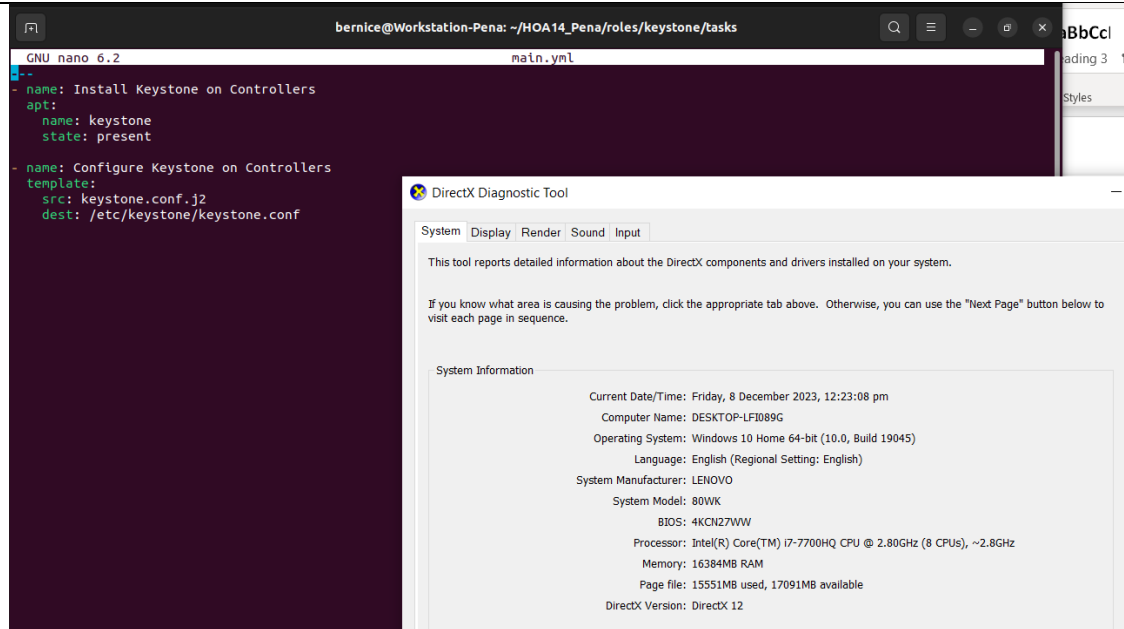 bernice@Workstation-Pena: ~/HOA14_Pena/roles/keystone/tasks
GNU nano 6.2 main.yml
---
- name: Install Keystone on Controllers
  apt:
    name: keystone
    state: present

- name: Configure Keystone on Controllers
  template:
    src: keystone.conf.j2
    dest: /etc/keystone/keystone.conf
aBbCcI
ading 3
Styles
DirectX Diagnostic Tool
System Display Render Sound Input
This tool reports detailed information about the DirectX components and drivers installed on your system.
If you know what area is causing the problem, click the appropriate tab above.  Otherwise, you can use the "Next Page" button below to
visit each page in sequence.
System Information
Current Date/Time: Friday, 8 December 2023, 12:23:08 pm
Computer Name: DESKTOP-LFI089G
Operating System: Windows 10 Home 64-bit (10.0, Build 19045)
Language: English (Regional Setting: English)
System Manufacturer: LENOVO
System Model: 80WK
BIOS: 4KCN27WW
Processor: Intel(R) Core(TM) i7-7700HQ CPU @ 2.80GHz (8 CPUs), ~2.8GHz
Memory: 16384MB RAM
Page file: 15551MB used, 17091MB available
DirectX Version: DirectX 12